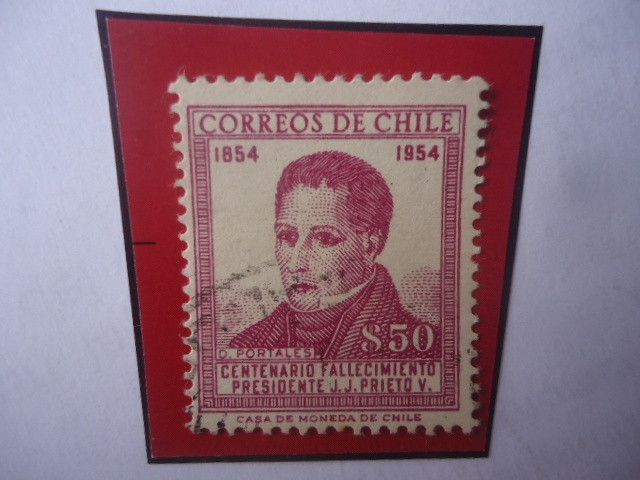 CORREOS DE CHILE
1854 1954
$50
D. PORTALES
CENTENARIO FALLECIMIENTO
PRESIDENTE J.J. PRIETO V.
CASA DE MONEDA DE CHILE